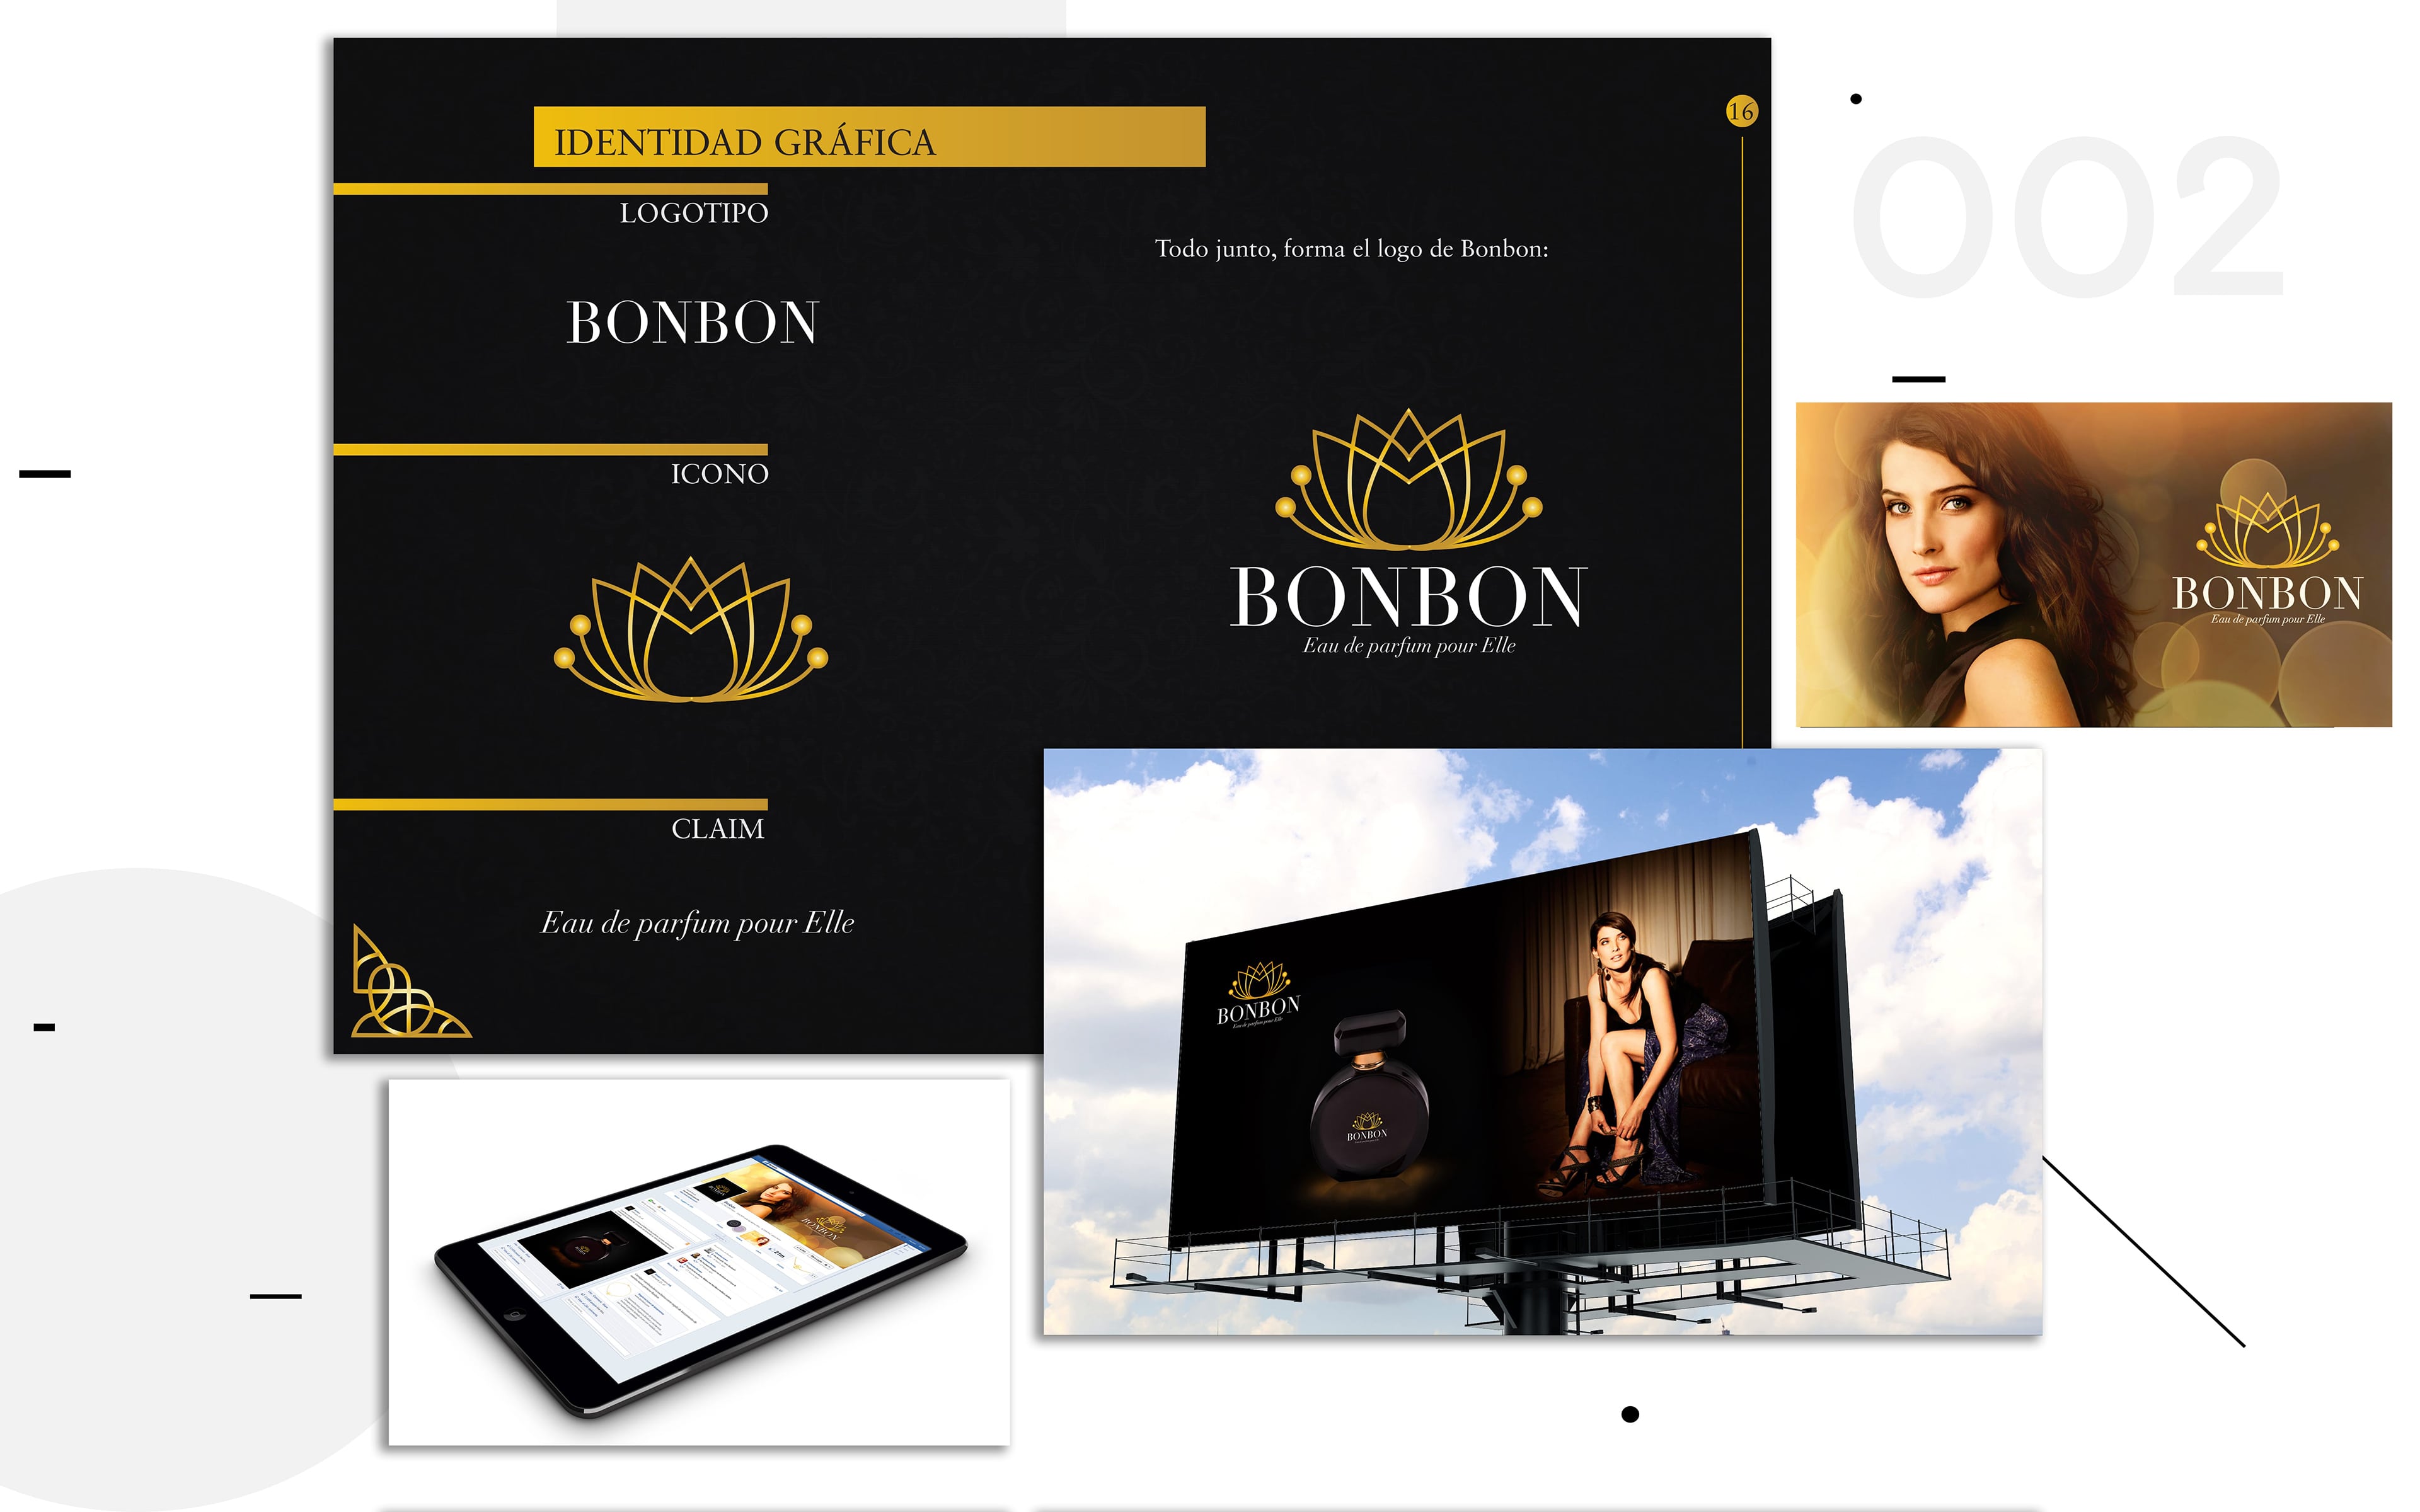 IDENTIDAD GRÁFICA
16
002
LOGOTIPO
Todo junto, forma el logo de Bonbon:
BONBON
ICONO
BONBON
Eau de parfum pour Elle
BONBON
Eau de parfum pour Elle
CLAIM
Eau de parfum pour Elle
BONBON
Eau de parfum pour Elle
BONBON